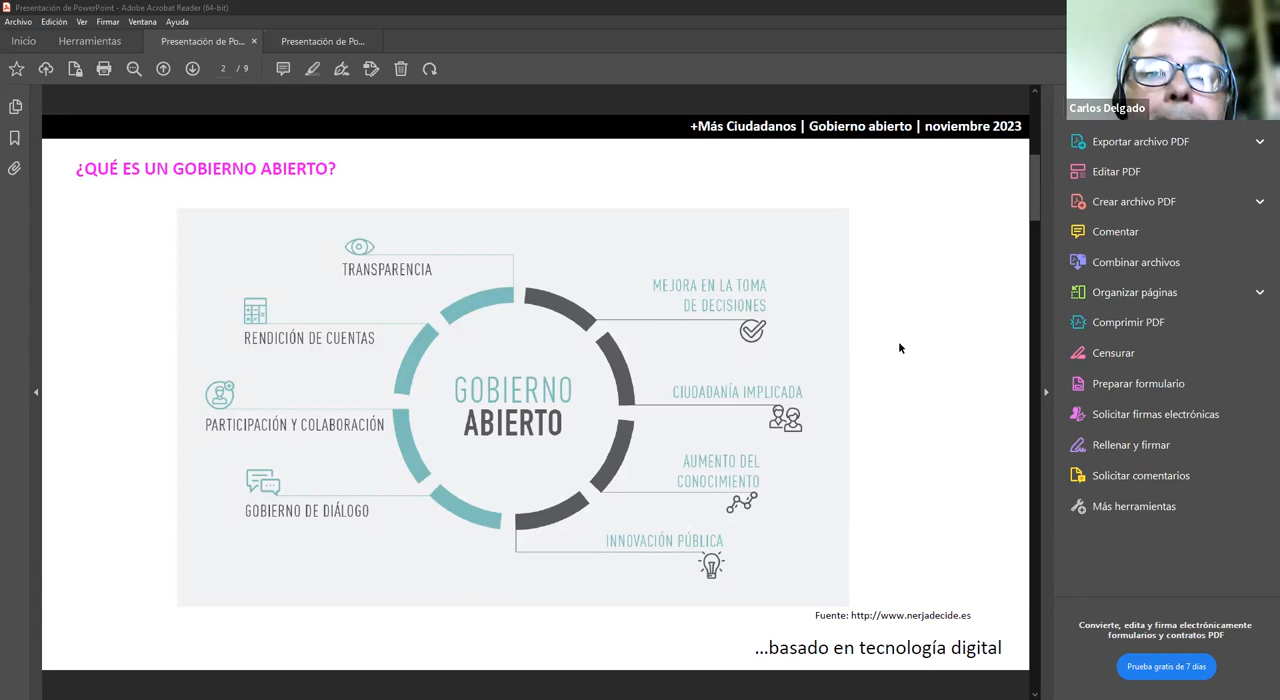 Presentación de PowerPoint - Adobe Acrobat Reader (64-bit)
Archivo Edición Ver Firmar Ventana Ayuda
Inicio Herramientas Presentación de Po... × Presentación de Po...
2 / 9
Carlos Delgado
+Más Ciudadanos | Gobierno abierto | noviembre 2023
¿QUÉ ES UN GOBIERNO ABIERTO?
TRANSPARENCIA
RENDICIÓN DE CUENTAS
PARTICIPACIÓN Y COLABORACIÓN
GOBIERNO DE DIÁLOGO
GOBIERNO
ABIERTO
MEJORA EN LA TOMA
DE DECISIONES
CIUDADANÍA IMPLICADA
AUMENTO DEL
CONOCIMIENTO
INNOVACIÓN PÚBLICA
Fuente: http://www.nerjadecide.es
...basado en tecnología digital
Exportar archivo PDF
Editar PDF
Crear archivo PDF
Comentar
Combinar archivos
Organizar páginas
Comprimir PDF
Censurar
Preparar formulario
Solicitar firmas electrónicas
Rellenar y firmar
Solicitar comentarios
Más herramientas
Convierte, edita y firma electrónicamente
formularios y contratos PDF
Prueba gratis de 7 días